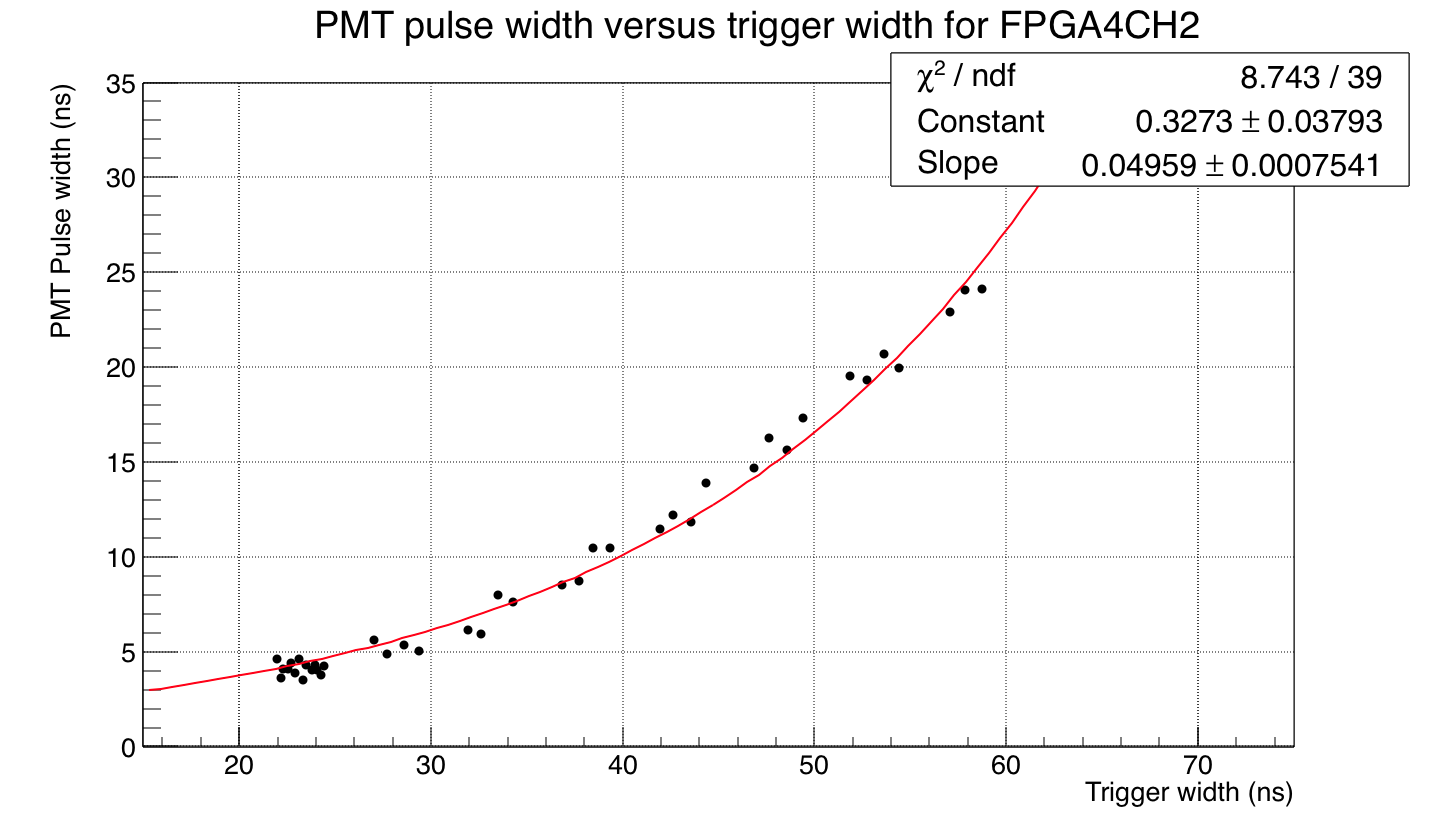 PMT pulse width versus trigger width for FPGA4CH2
χ² / ndf 8.743 / 39
Constant 0.3273 ± 0.03793
Slope 0.04959 ± 0.0007541
PMT Pulse width (ns)
35
30
25
20
15
10
5
0
20 30 40 50 60 70
Trigger width (ns)